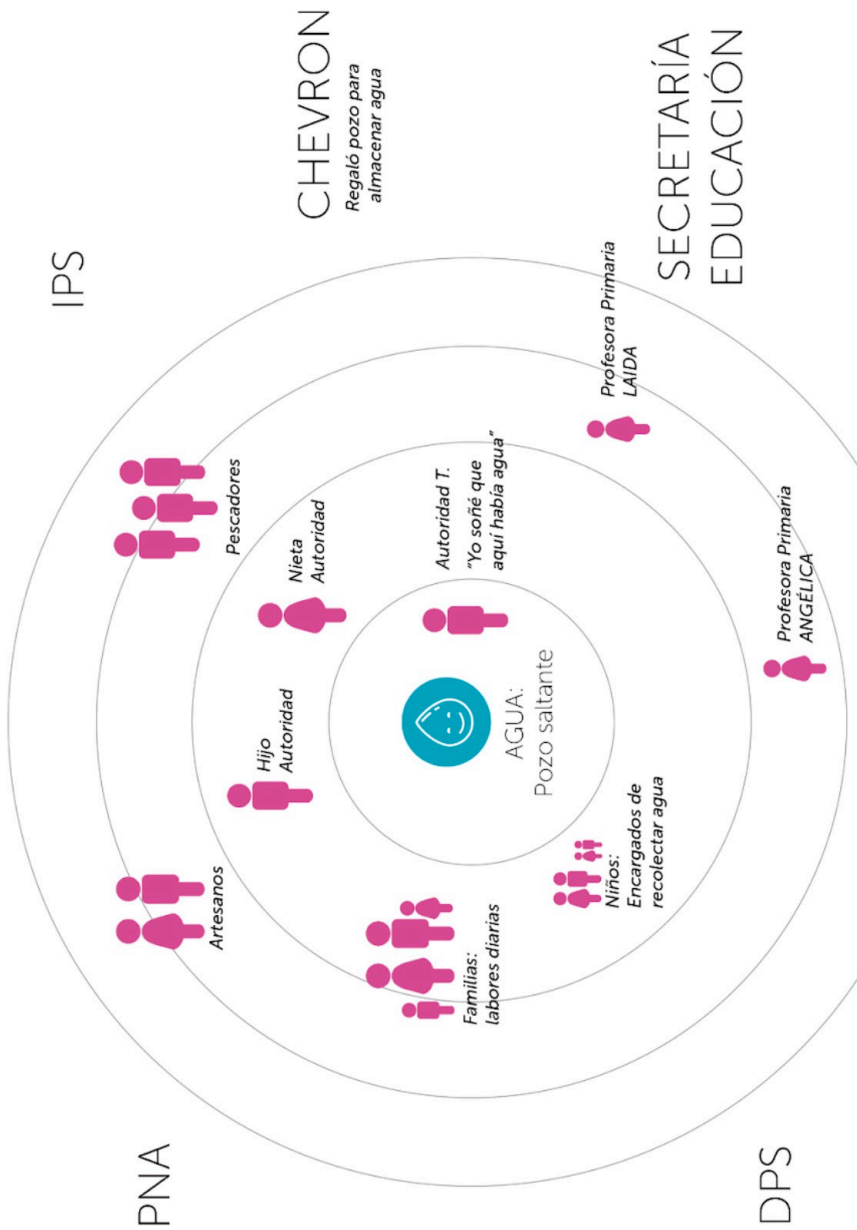 PNA
IPS
CHEVRON
Regaló pozo para
almacenar agua
Artesanos
Pescadores
Hijo
Autoridad
Nieta
Autoridad
Familias:
labores diarias
AGUA:
Pozo saltante
Autoridad T.
"Yo soñé que
aquí había agua"
Niños:
Encargados de
recolectar agua
Profesora Primaria
LAIDA
Profesora Primaria
ANGÉLICA
DPS
SECRETARÍA
EDUCACIÓN